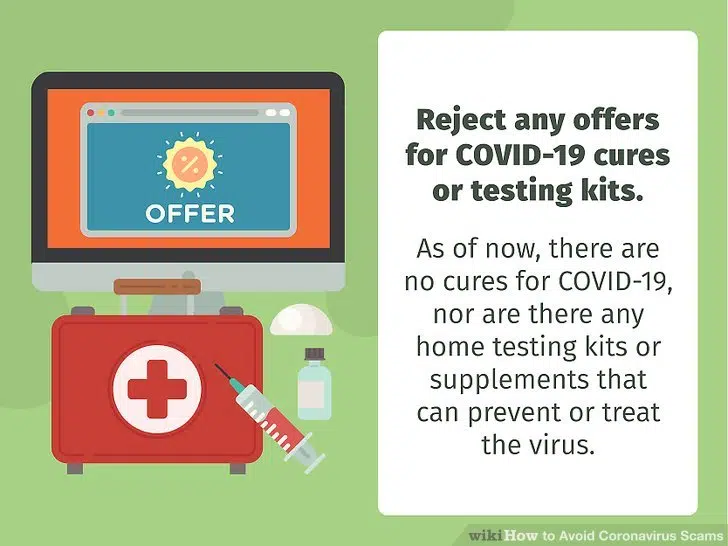 OFFER
Reject any offers
for COVID-19 cures
or testing kits.
As of now, there are
no cures for COVID-19,
nor are there any
home testing kits or
supplements that
can prevent or treat
the virus.
wikiHow to Avoid Coronavirus Scams